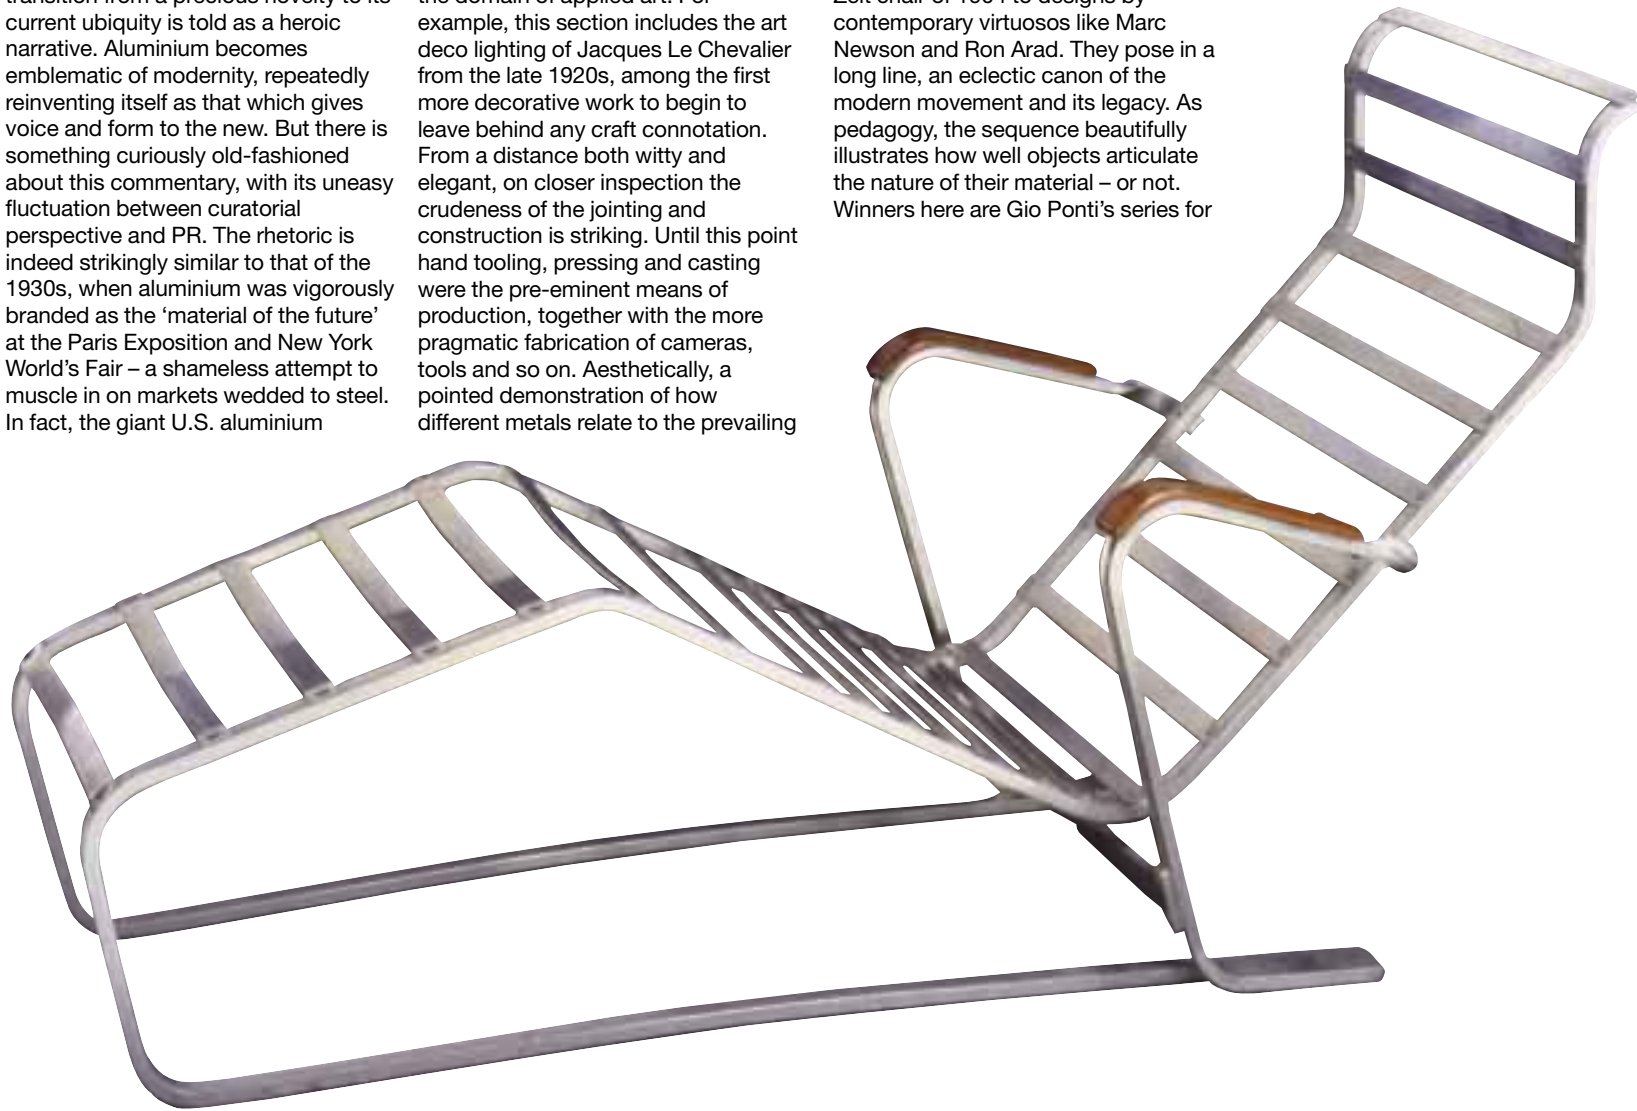 transition from a precious novelty to its
current ubiquity is told as a heroic
narrative. Aluminium becomes
emblematic of modernity, repeatedly
reinventing itself as that which gives
voice and form to the new. But there is
something curiously old-fashioned
about this commentary, with its uneasy
fluctuation between curatorial
perspective and PR. The rhetoric is
indeed strikingly similar to that of the
1930s, when aluminium was vigorously
branded as the ‘material of the future’
at the Paris Exposition and New York
World’s Fair – a shameless attempt to
muscle in on markets wedded to steel.
In fact, the giant U.S. aluminium
the domain of applied art. For
example, this section includes the art
deco lighting of Jacques Le Chevalier
from the late 1920s, among the first
more decorative work to begin to
leave behind any craft connotation.
From a distance both witty and
elegant, on closer inspection the
crudeness of the jointing and
construction is striking. Until this point
hand tooling, pressing and casting
were the pre-eminent means of
production, together with the more
pragmatic fabrication of cameras,
tools and so on. Aesthetically, a
pointed demonstration of how
different metals relate to the prevailing
chair of to designs by
contemporary virtuosos like Marc
Newson and Ron Arad. They pose in a
long line, an eclectic canon of the
modern movement and its legacy. As
pedagogy, the sequence beautifully
illustrates how well objects articulate
the nature of their material – or not.
Winners here are Gio Ponti’s series for